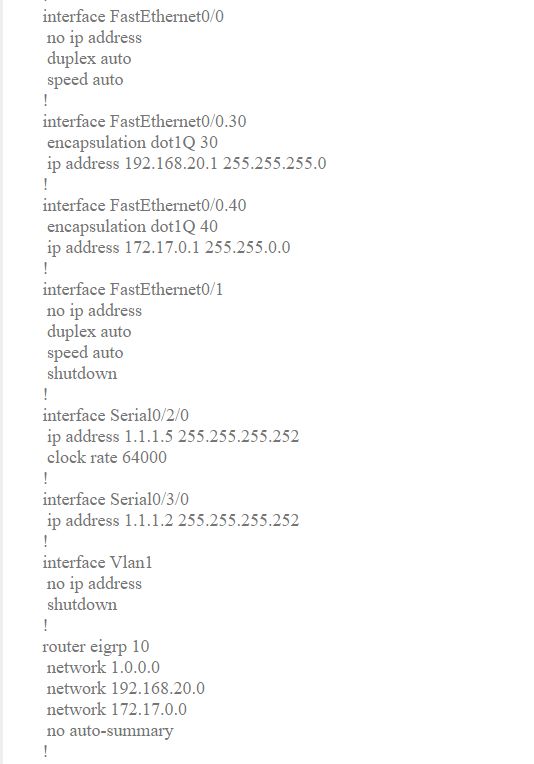 !
interface FastEthernet0/0
no ip address
duplex auto
speed auto
!
interface FastEthernet0/0.30
encapsulation dot1Q 30
ip address 192.168.20.1 255.255.255.0
!
interface FastEthernet0/0.40
encapsulation dot1Q 40
ip address 172.17.0.1 255.255.0.0
!
interface FastEthernet0/1
no ip address
duplex auto
speed auto
shutdown
!
interface Serial0/2/0
ip address 1.1.1.5 255.255.255.252
clock rate 64000
!
interface Serial0/3/0
ip address 1.1.1.2 255.255.255.252
!
interface Vlan1
no ip address
shutdown
!
router eigrp 10
network 1.0.0.0
network 192.168.20.0
network 172.17.0.0
no auto-summary
!